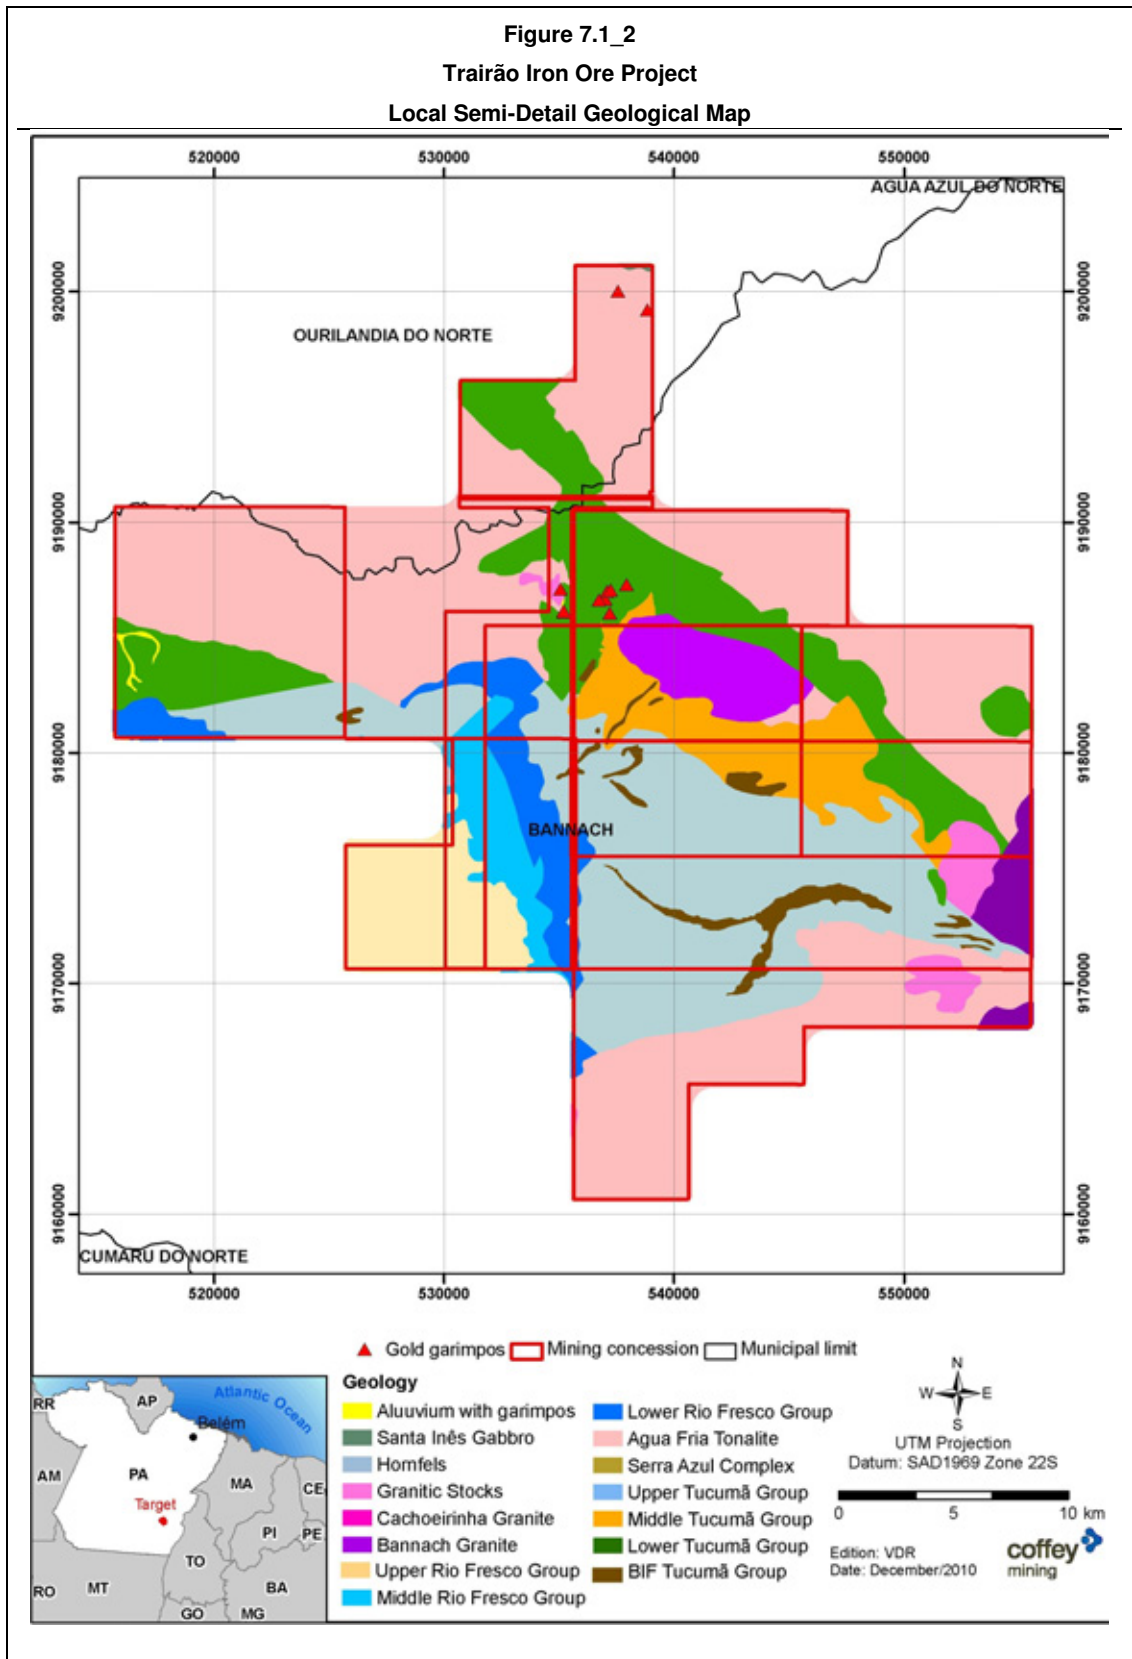 Figure 7.1_2
Trairão Iron Ore Project
Local Semi-Detail Geological Map
520000 530000 540000 550000
AGUA AZUL DO NORTE
9200000 9200000
OURILANDIA DO NORTE
9190000 9190000
9180000 9180000
BANNACH
9170000 9170000
9160000 9160000
CUMARU DO NORTE
520000 530000 540000 550000
Gold garimpos Mining concession Municipal limit
Geology
Aluuvium with garimpos
Santa Inês Gabbro
Hornfels
Granitic Stocks
Cachoeirinha Granite
Bannach Granite
Upper Rio Fresco Group
Middle Rio Fresco Group
Lower Rio Fresco Group
Agua Fria Tonalite
Serra Azul Complex
Upper Tucumã Group
Middle Tucumã Group
Lower Tucumã Group
BIF Tucumã Group
N
W E
S
UTM Projection
Datum: SAD1969 Zone 22S
0 5 10 km
Edition: VDR
Date: December/2010
coffey
mining
Atlantic Ocean
RR
AP
Belém
AM
PA
MA
CE
Target
PI
PE
TO
RO
MT
BA
GO
MG